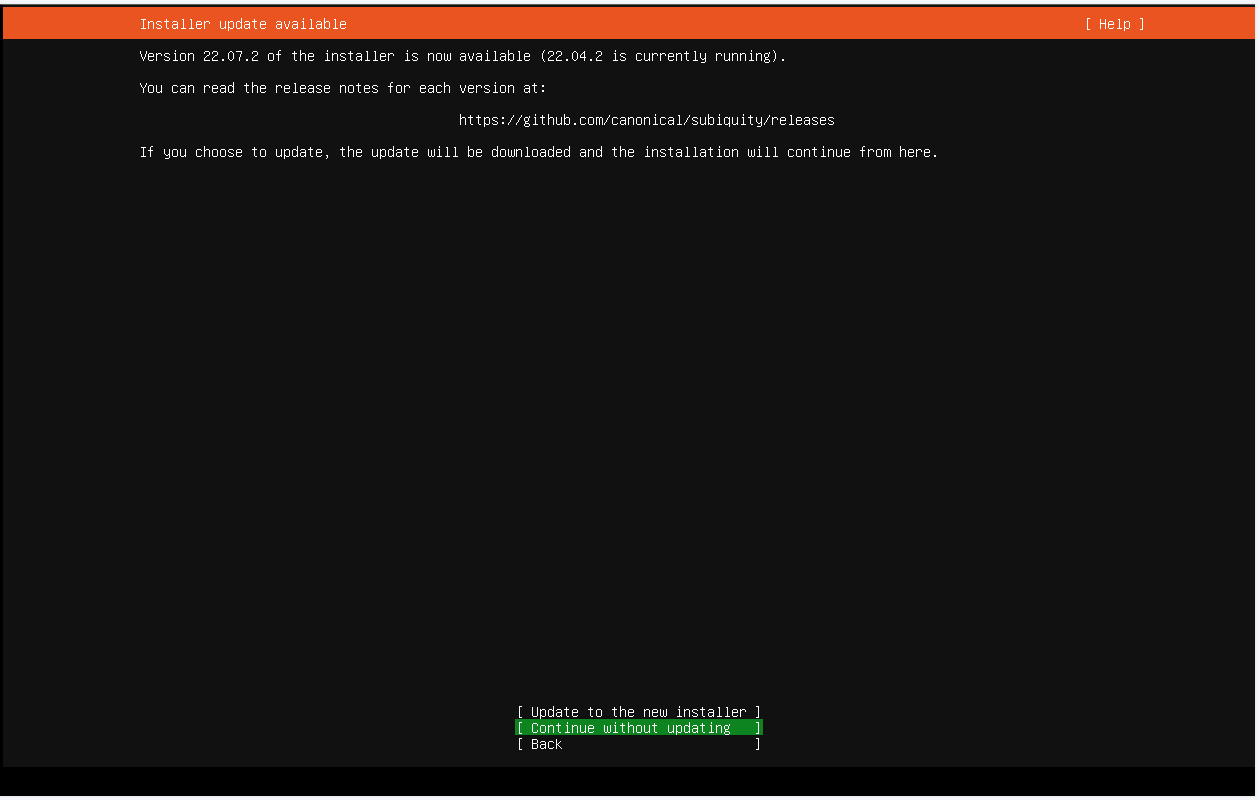 Installer update available [ Help ]
Version 22.07.2 of the installer is now available (22.04.2 is currently running).
You can read the release notes for each version at:
https://github.com/canonical/subiquity/releases
If you choose to update, the update will be downloaded and the installation will continue from here.
[ Update to the new installer ]
[ Continue without updating ]
[ Back ]